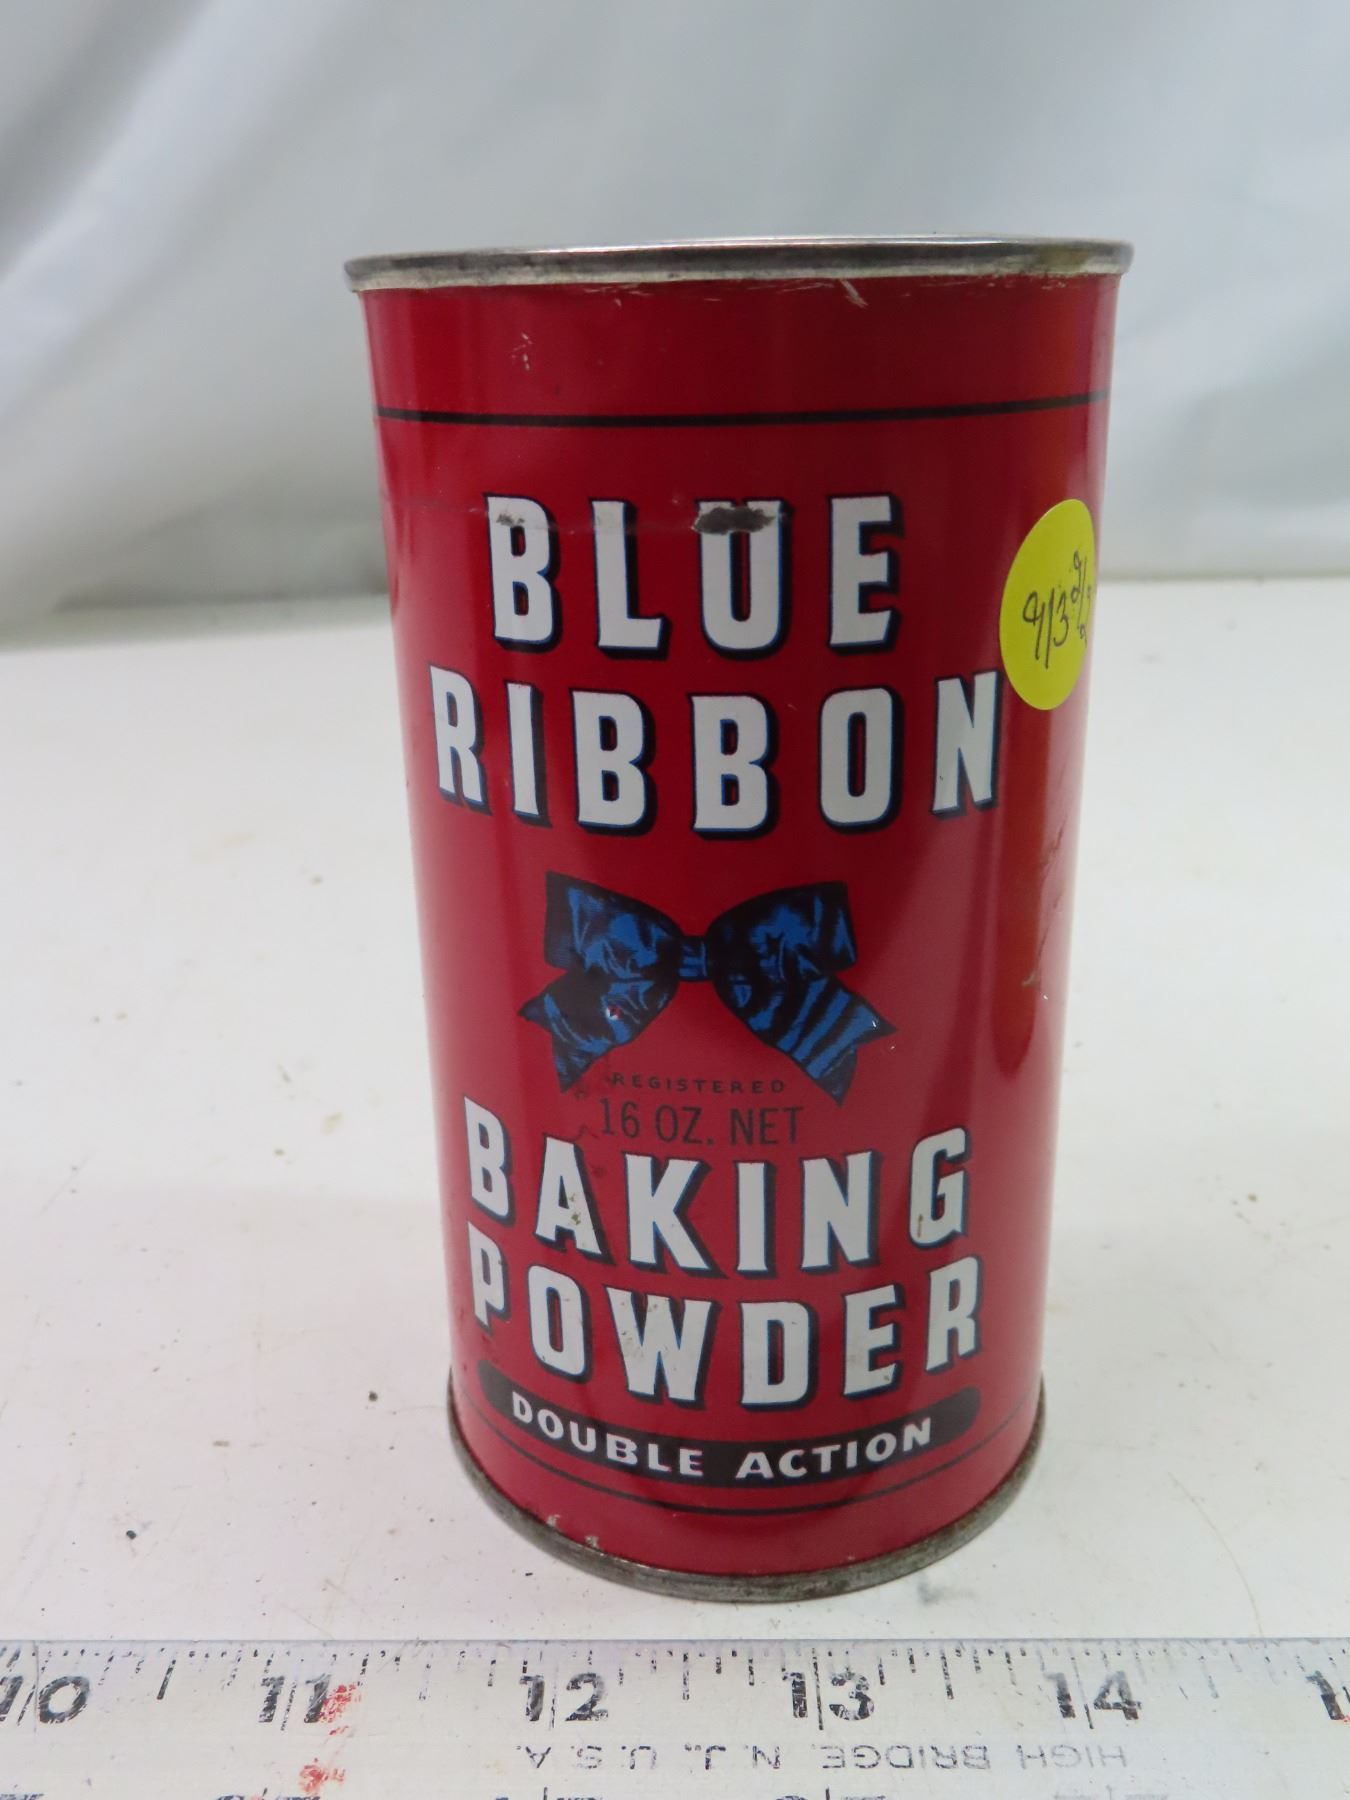 BLUE
RIBBON
REGISTERED
16 OZ. NET
BAKING
POWDER
DOUBLE ACTION
10 11 12 13 14
HIGH BRIDGE, N.J., U.S.A.